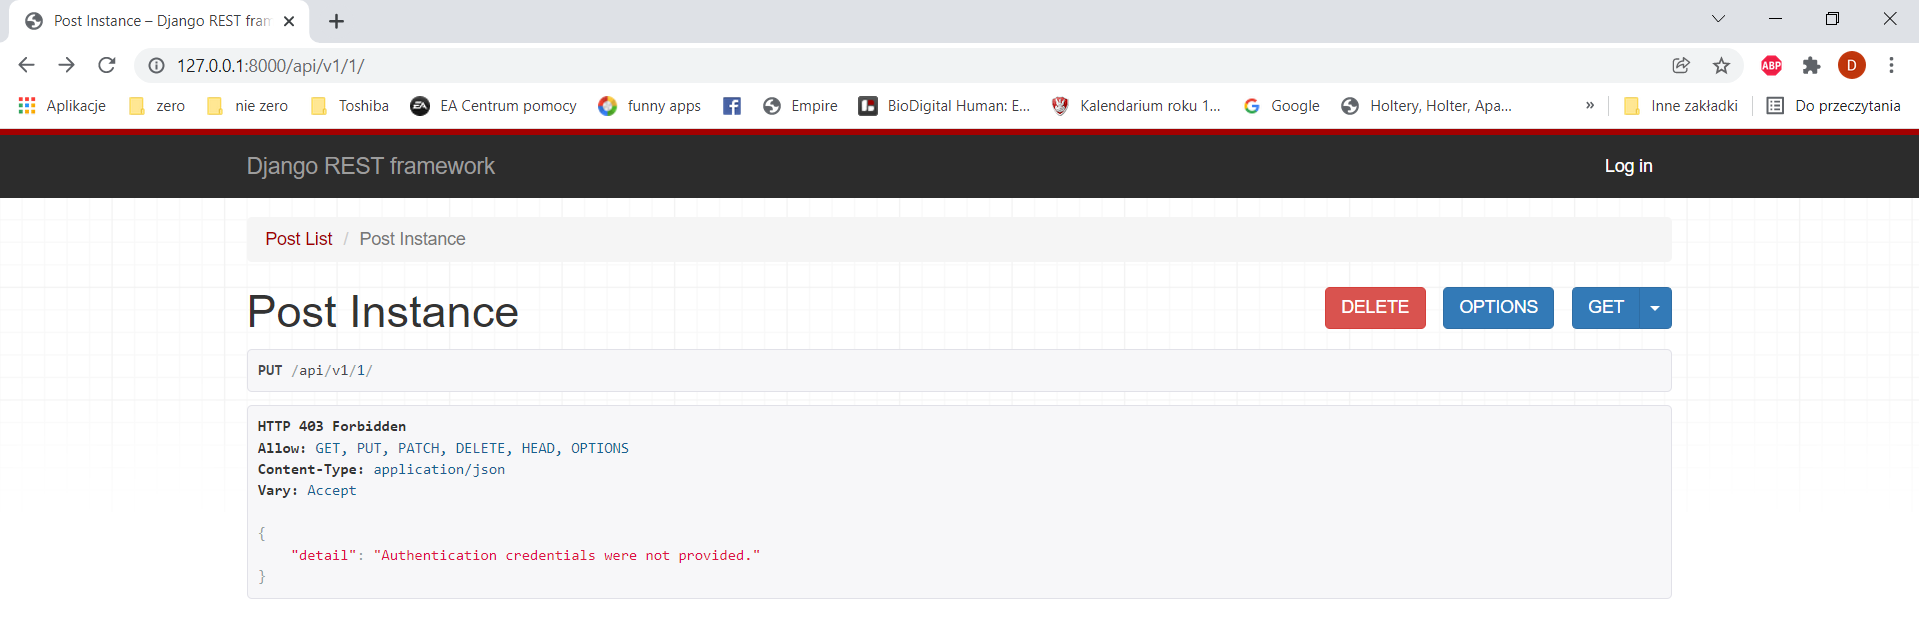 Post Instance – Django REST fran
127.0.0.1:8000/api/v1/1/
ABP
D
Aplikacje zero nie zero Toshiba EA EA Centrum pomocy funny apps Empire BioDigital Human: E... Kalendarium roku 1... Google Holtery, Holter, Apa... » Inne zakładki Do przeczytania
Django REST framework Log in
Post List / Post Instance
Post Instance
DELETE OPTIONS GET
PUT /api/v1/1/
HTTP 403 Forbidden
Allow: GET, PUT, PATCH, DELETE, HEAD, OPTIONS
Content-Type: application/json
Vary: Accept
{
"detail": "Authentication credentials were not provided."
}